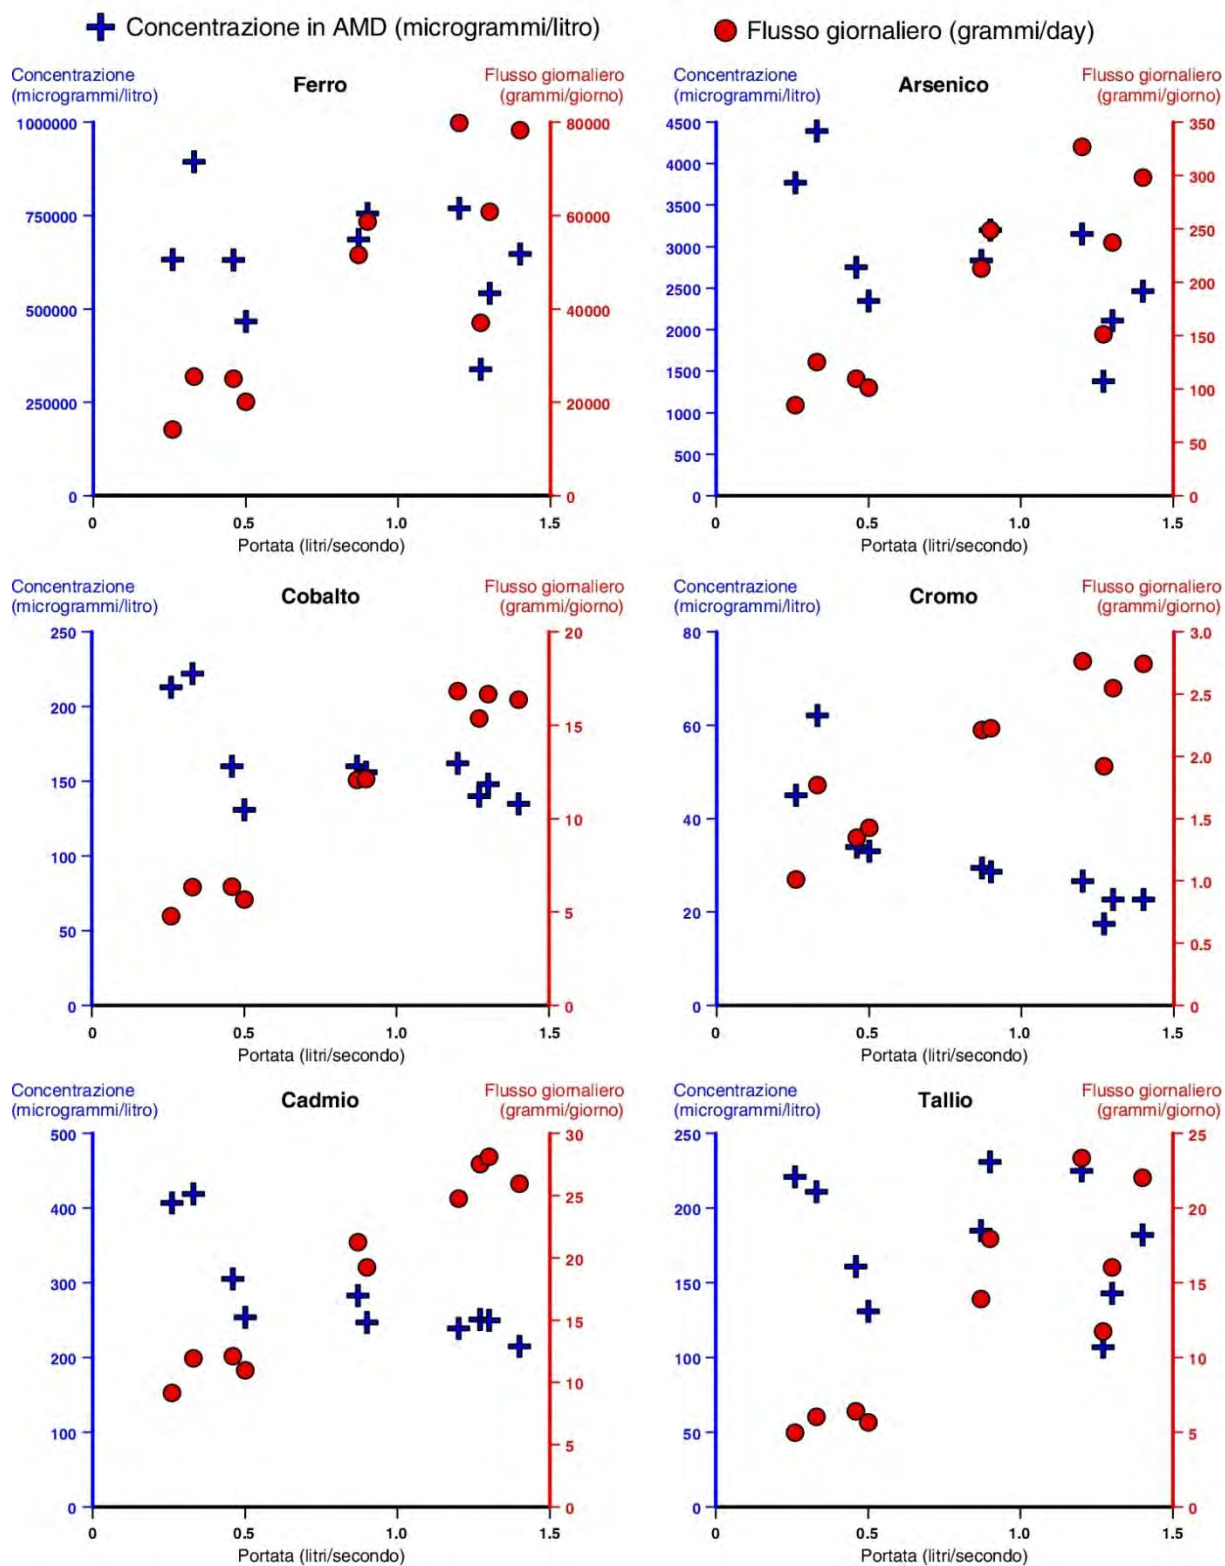 Concentrazione in AMD (microgrammi/litro)
Flusso giornaliero (grammi/day)
Concentrazione
(microgrammi/litro)
Ferro
Flusso giornaliero
(grammi/giorno)
1000000
750000
500000
250000
0
80000
60000
40000
20000
0
0 0.5 1.0 1.5
Portata (litri/secondo)
Concentrazione
(microgrammi/litro)
Arsenico
Flusso giornaliero
(grammi/giorno)
4500
4000
3500
3000
2500
2000
1500
1000
500
0
350
300
250
200
150
100
50
0
0 0.5 1.0 1.5
Portata (litri/secondo)
Concentrazione
(microgrammi/litro)
Cobalto
Flusso giornaliero
(grammi/giorno)
250
200
150
100
50
0
20
15
10
5
0
0 0.5 1.0 1.5
Portata (litri/secondo)
Concentrazione
(microgrammi/litro)
Cromo
Flusso giornaliero
(grammi/giorno)
80
60
40
20
0
3.0
2.5
2.0
1.5
1.0
0.5
0
0 0.5 1.0 1.5
Portata (litri/secondo)
Concentrazione
(microgrammi/litro)
Cadmio
Flusso giornaliero
(grammi/giorno)
500
400
300
200
100
0
30
25
20
15
10
5
0
0 0.5 1.0 1.5
Portata (litri/secondo)
Concentrazione
(microgrammi/litro)
Tallio
Flusso giornaliero
(grammi/giorno)
250
200
150
100
50
0
25
20
15
10
5
0
0 0.5 1.0 1.5
Portata (litri/secondo)